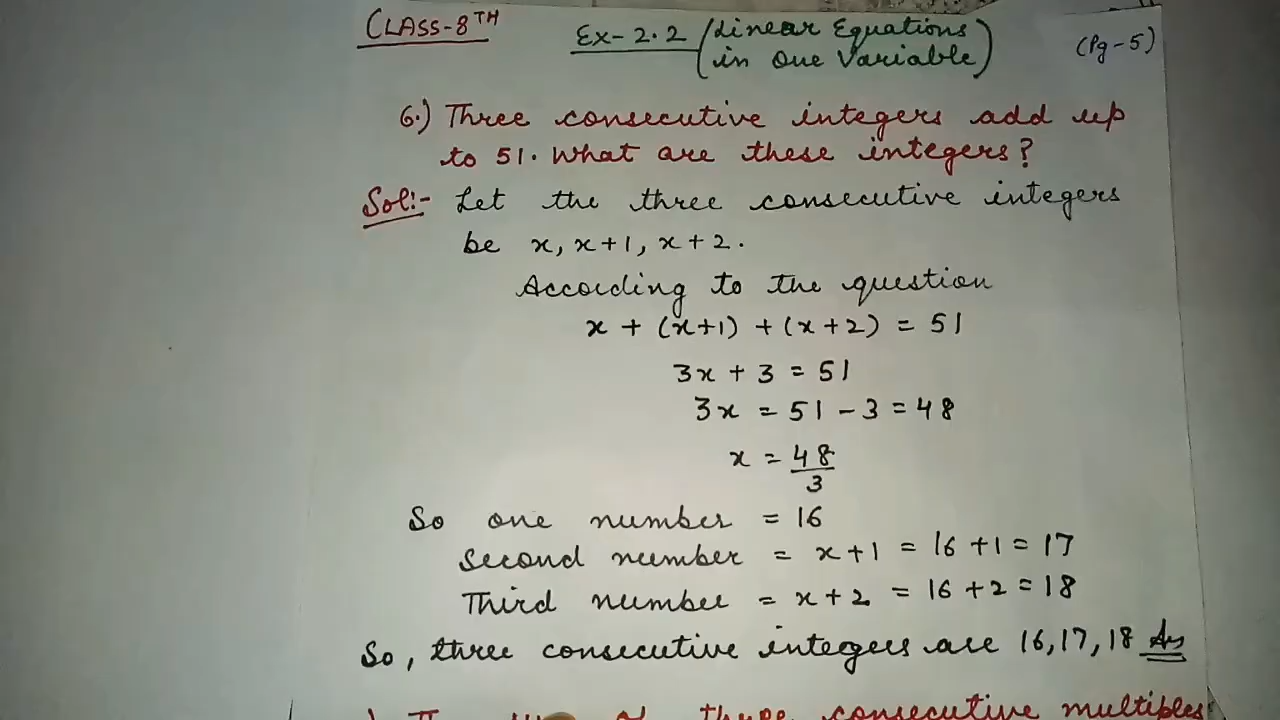 CLASS-8TH
Ex-2.2 (Linear Equations
in One Variable)
(Pg-5)
6.) Three consecutive integers add up
to 51. What are these integers?
Sol:- Let the three consecutive integers
be x, x+1, x+2.
According to the question
x + (x+1) + (x+2) = 51
3x + 3 = 51
3x = 51 - 3 = 48
x = 48/3
So one number = 16
Second number = x+1 = 16+1 = 17
Third number = x+2 = 16+2 = 18
So, three consecutive integers are 16,17,18 Ans
three consecutive multiples